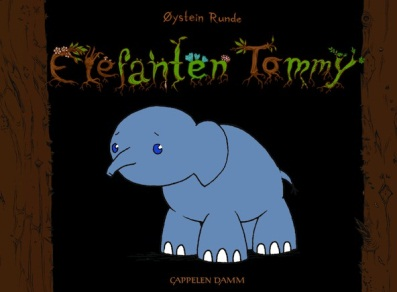 Øystein Runde
Elefanten Tommy
CAPPELEN DAMM